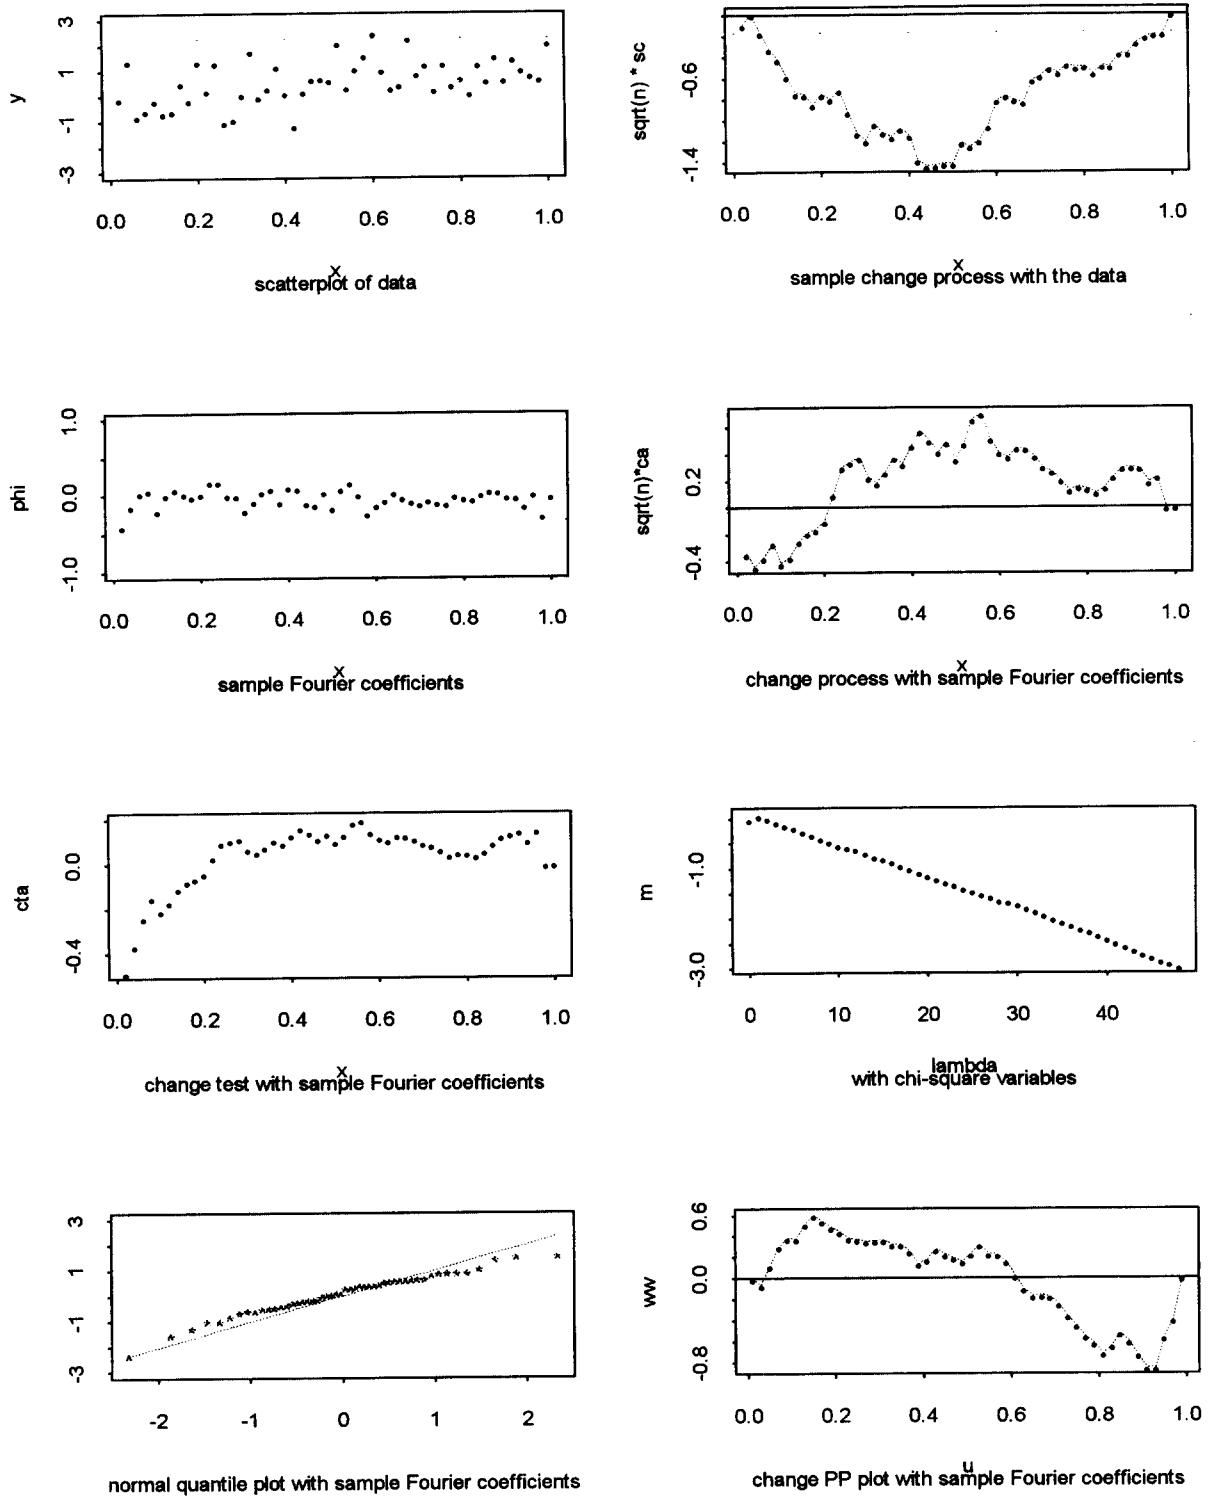 y
3
1
-1
-3
0.0 0.2 0.4 0.6 0.8 1.0
x
scatterplot of data
sqrt(n) * sc
-0.6
-1.4
0.0 0.2 0.4 0.6 0.8 1.0
x
sample change process with the data
phi
1.0
0.0
-1.0
0.0 0.2 0.4 0.6 0.8 1.0
x
sample Fourier coefficients
sqrt(n)*ca
0.2
-0.4
0.0 0.2 0.4 0.6 0.8 1.0
x
change process with sample Fourier coefficients
cta
0.0
-0.4
0.0 0.2 0.4 0.6 0.8 1.0
x
change test with sample Fourier coefficients
m
-1.0
-3.0
0 10 20 30 40
lambda
with chi-square variables
3
1
-1
-3
-2 -1 0 1 2
normal quantile plot with sample Fourier coefficients
ww
0.6
0.0
-0.8
0.0 0.2 0.4 0.6 0.8 1.0
u
change PP plot with sample Fourier coefficients